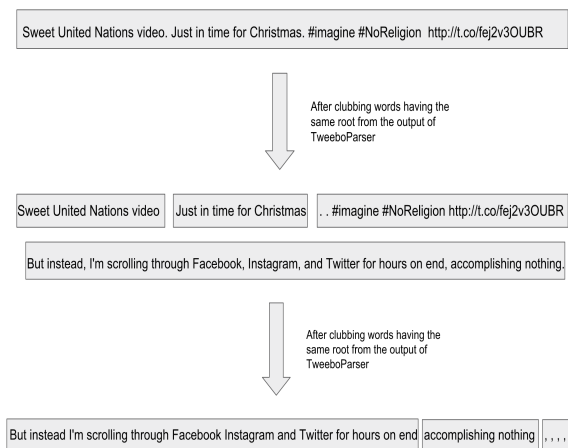 Sweet United Nations video. Just in time for Christmas. #imagine #NoReligion http://t.co/fej2v3OUBR
After clubbing words having the
same root from the output of
TweeboParser
Sweet United Nations video Just in time for Christmas . . #imagine #NoReligion http://t.co/fej2v3OUBR
But instead, I'm scrolling through Facebook, Instagram, and Twitter for hours on end, accomplishing nothing.
After clubbing words having the
same root from the output of
TweeboParser
But instead I'm scrolling through Facebook Instagram and Twitter for hours on end accomplishing nothing , , , ,